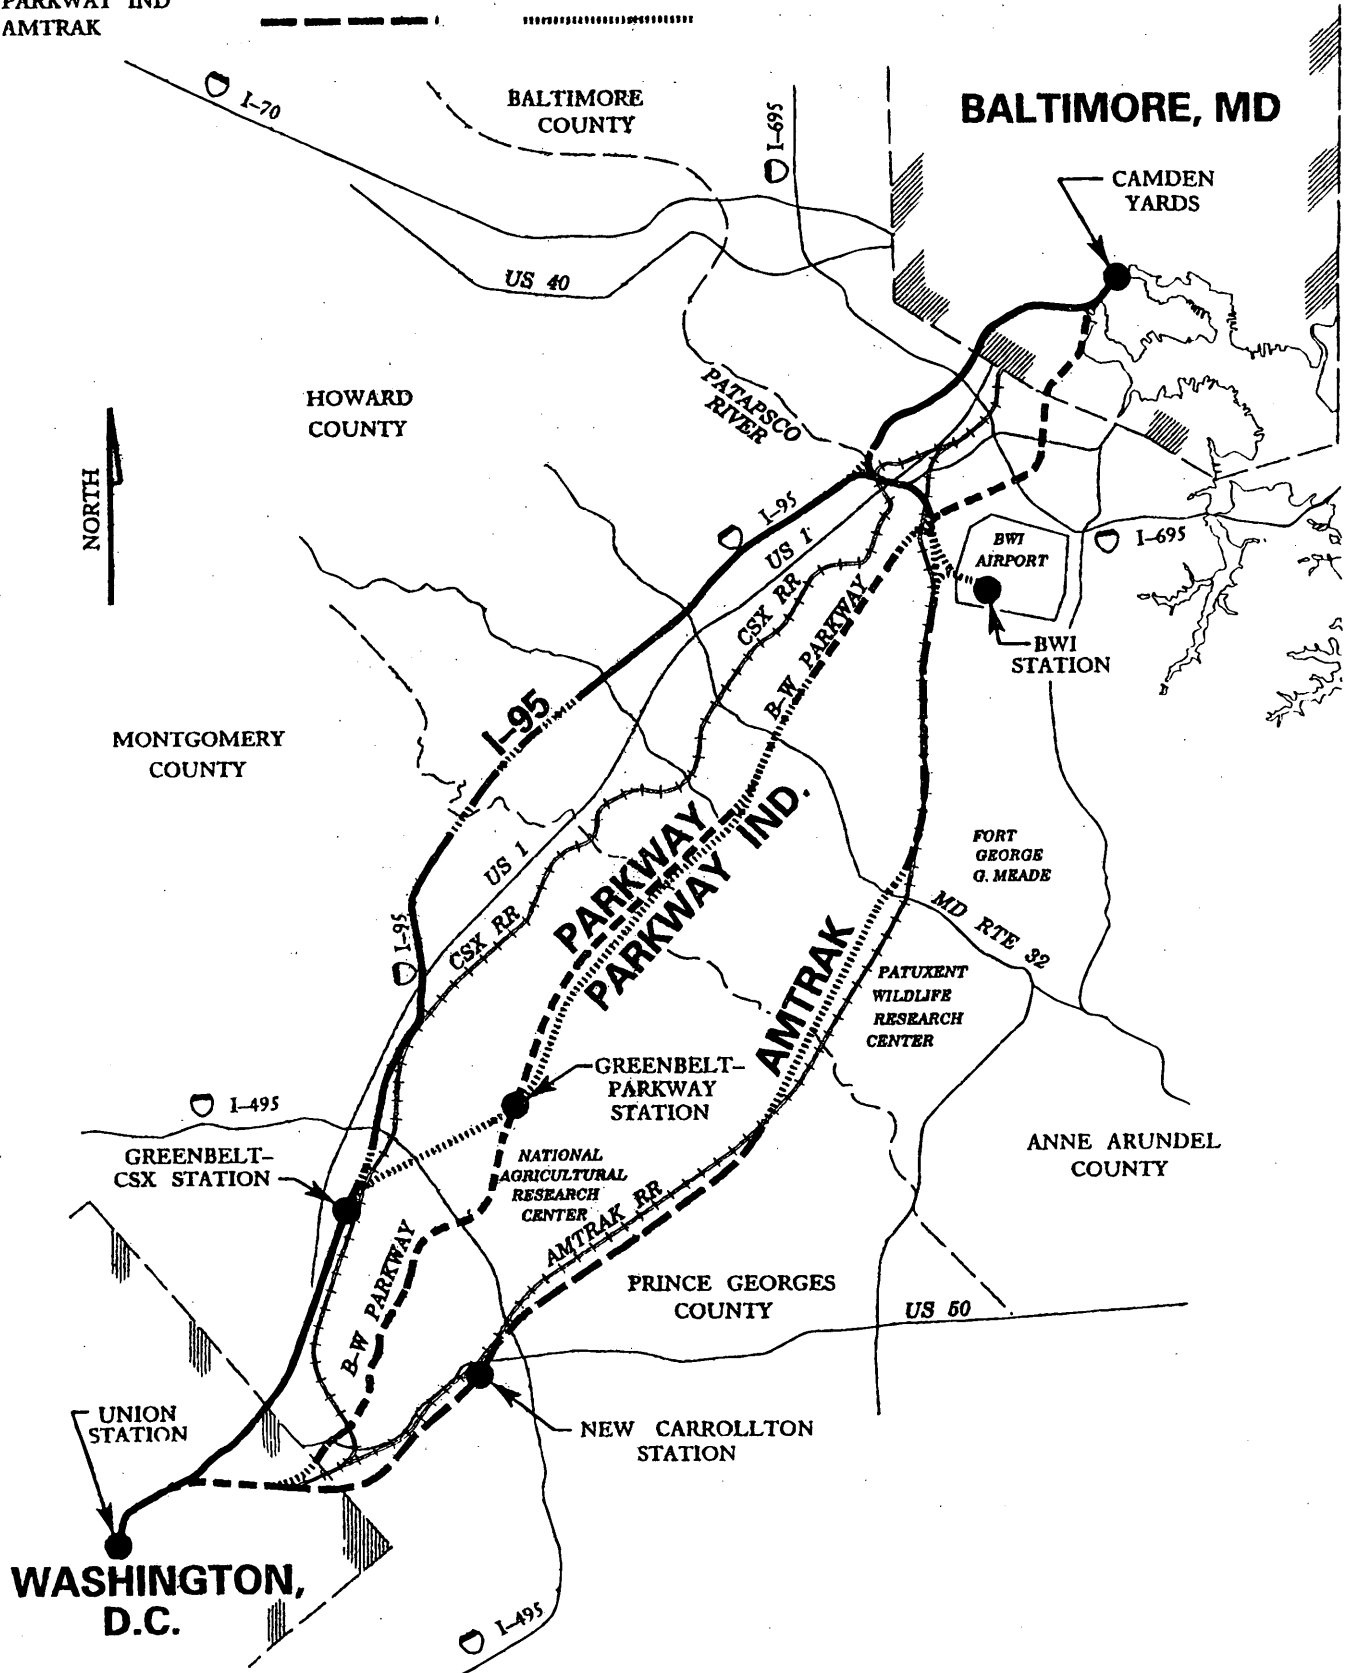 PARKWAY IND
AMTRAK
I-70
BALTIMORE
COUNTY
I-695
BALTIMORE, MD
CAMDEN
YARDS
US 40
HOWARD
COUNTY
PATAPSCO
RIVER
NORTH
I-95
US 1
BWI
AIRPORT
I-695
CSX RR
B-W PARKWAY
BWI
STATION
I-95
MONTGOMERY
COUNTY
US 1
PARKWAY
PARKWAY IND.
FORT
GEORGE
G. MEADE
MD RTE 32
I-95
CSX RR
AMTRAK
PATUXENT
WILDLIFE
RESEARCH
CENTER
GREENBELT-
PARKWAY
STATION
I-495
GREENBELT-
CSX STATION
NATIONAL
AGRICULTURAL
RESEARCH
CENTER
ANNE ARUNDEL
COUNTY
AMTRAK RR
B-W PARKWAY
PRINCE GEORGES
COUNTY
US 50
UNION
STATION
NEW CARROLLTON
STATION
WASHINGTON,
D.C.
I-495